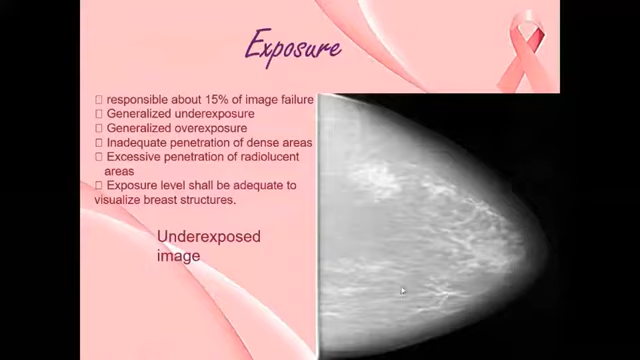 Exposure
□ responsible about 15% of image failure
□ Generalized underexposure
□ Generalized overexposure
□ Inadequate penetration of dense areas
□ Excessive penetration of radiolucent
areas
□ Exposure level shall be adequate to
visualize breast structures.
Underexposed
image